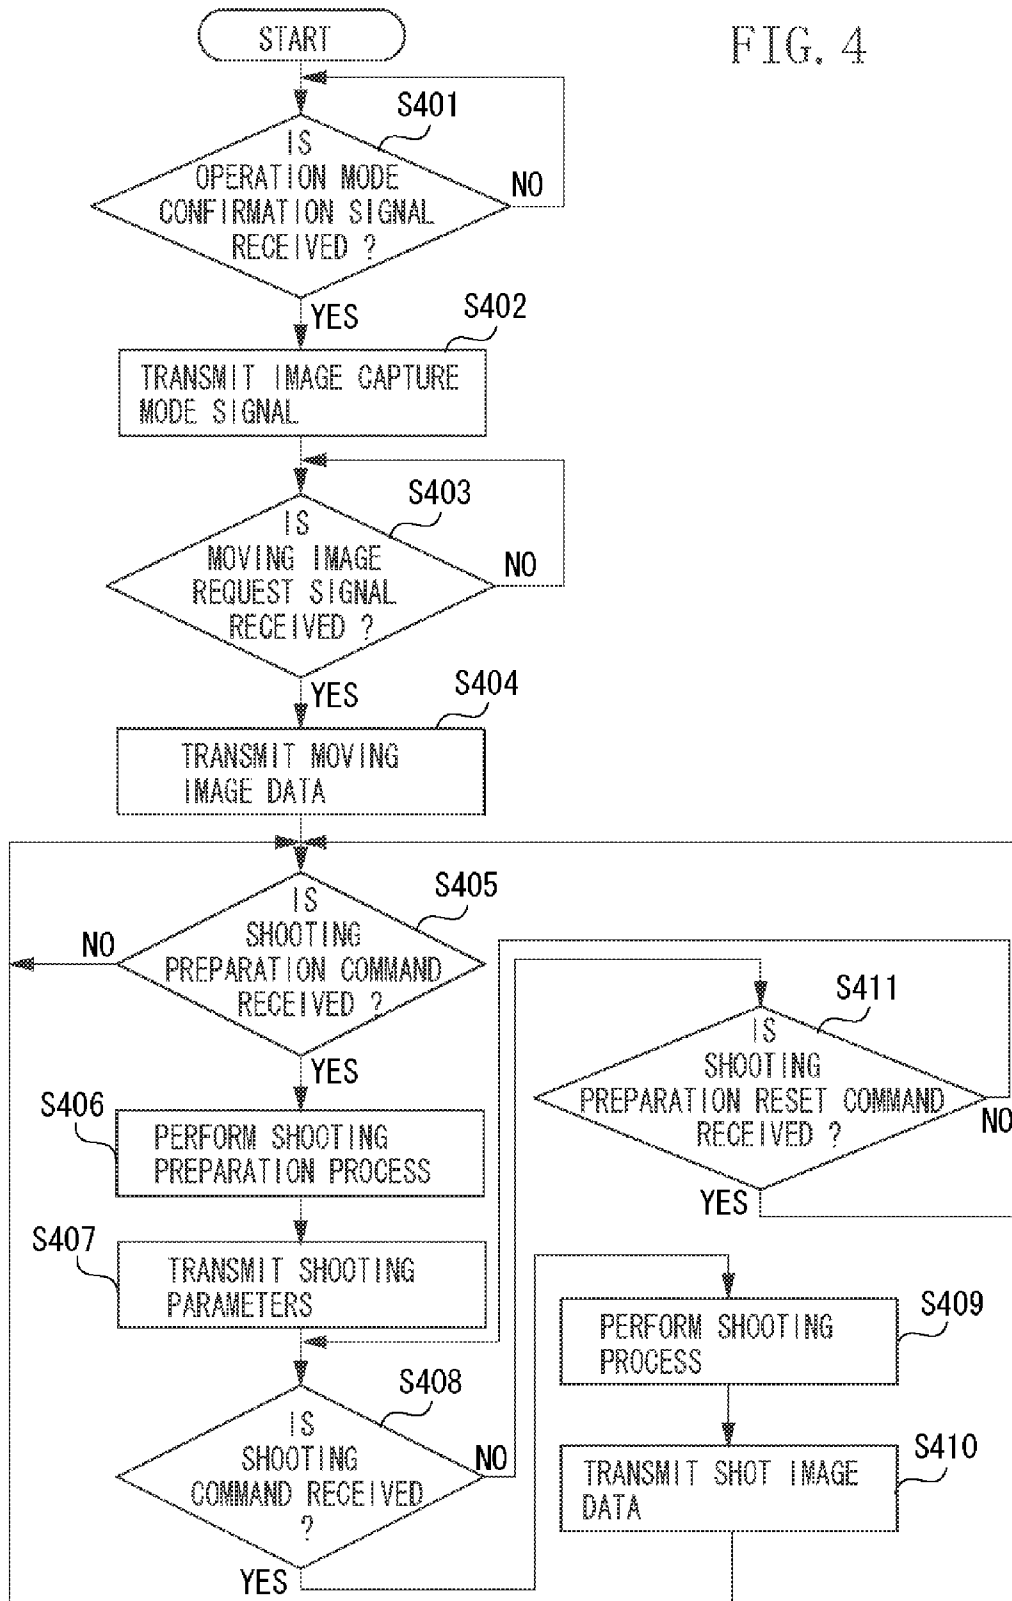 FIG. 4
START
S401
IS
OPERATION MODE
CONFIRMATION SIGNAL
RECEIVED ?
NO
YES
S402
TRANSMIT IMAGE CAPTURE
MODE SIGNAL
S403
IS
MOVING IMAGE
REQUEST SIGNAL
RECEIVED ?
NO
YES
S404
TRANSMIT MOVING
IMAGE DATA
S405
IS
SHOOTING
PREPARATION COMMAND
RECEIVED ?
NO
YES
S406
PERFORM SHOOTING
PREPARATION PROCESS
S407
TRANSMIT SHOOTING
PARAMETERS
S408
IS
SHOOTING
COMMAND RECEIVED
?
NO
YES
S411
IS
SHOOTING
PREPARATION RESET COMMAND
RECEIVED ?
NO
YES
S409
PERFORM SHOOTING
PROCESS
S410
TRANSMIT SHOT IMAGE
DATA